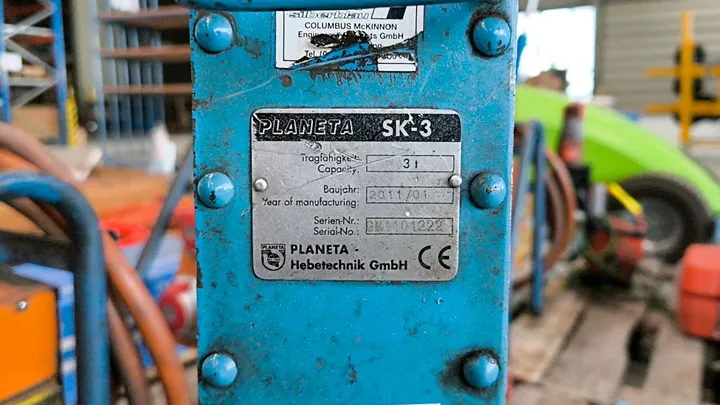 silberblau
COLUMBUS McKINNON
PLANETA SK-3
Tragfähigkeit: 3 t
Capacity:
Baujahr: 2011/01
Year of manufacturing:
Serien-Nr.:
Serial-No.:
PLANETA
PLANETA -
Hebetechnik GmbH CE